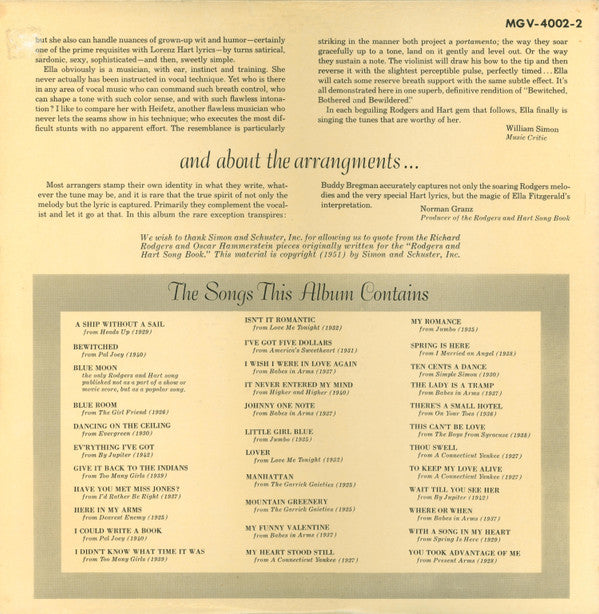 MGV-4002-2
but she also can handle nuances of grown-up wit and humor—certainly
one of the prime requisites with Lorenz Hart lyrics—by turns satirical,
sardonic, sexy, sophisticated—and then, sweetly simple.
Ella obviously is a musician, with ear, instinct and training. She
never actually has been instructed in vocal technique. Yet who is there
in any area of vocal music who can command such breath control, who
can shape a tone with such color sense, and with such flawless intona-
tion? I like to compare her with Heifetz, another flawless musician who
never lets the seams show in his technique; who executes the most dif-
ficult stunts with no apparent effort. The resemblance is particularly
striking in the manner both project a portamento; the way they soar
gracefully up to a tone, land on it gently and level out. Or the way
they sustain a note. The violinist will draw his bow to the tip and then
reverse it with the slightest perceptible pulse, perfectly timed . . . Ella
will catch some reserve breath support with the same subtle effect. It's
all demonstrated here in one superb, definitive rendition of "Bewitched,
Bothered and Bewildered."
In each beguiling Rodgers and Hart gem that follows, Ella finally is
singing the tunes that are worthy of her.
William Simon
Music Critic
and about the arrangments...
Most arrangers stamp their own identity in what they write, what-
ever the tune may be, and it is rare that the true spirit of not only the
melody but the lyric is captured. Primarily they complement the vocal-
ist and let it go at that. In this album the rare exception transpires:
Buddy Bregman accurately captures not only the soaring Rodgers melo-
dies and the very special Hart lyrics, but the magic of Ella Fitzgerald's
interpretation.
Norman Granz
Producer of the Rodgers and Hart Song Book
We wish to thank Simon and Schuster, Inc. for allowing us to quote from the Richard
Rodgers and Oscar Hammerstein pieces originally written for the "Rodgers and
Hart Song Book." This material is copyright (1951) by Simon and Schuster, Inc.
The Songs This Album Contains
A SHIP WITHOUT A SAIL
from Heads Up (1929)
BEWITCHED
from Pal Joey (1940)
BLUE MOON
the only Rodgers and Hart song
published not as a part of a show or
movie score, but as a popular song.
BLUE ROOM
from The Girl Friend (1926)
DANCING ON THE CEILING
from Evergreen (1930)
EV'RYTHING I'VE GOT
from By Jupiter (1942)
GIVE IT BACK TO THE INDIANS
from Too Many Girls (1939)
HAVE YOU MET MISS JONES?
from I'd Rather Be Right (1937)
HERE IN MY ARMS
from Dearest Enemy (1925)
I COULD WRITE A BOOK
from Pal Joey (1940)
I DIDN'T KNOW WHAT TIME IT WAS
from Too Many Girls (1939)
ISN'T IT ROMANTIC
from Love Me Tonight (1932)
I'VE GOT FIVE DOLLARS
from America's Sweetheart (1931)
I WISH I WERE IN LOVE AGAIN
from Babes in Arms (1937)
IT NEVER ENTERED MY MIND
from Higher and Higher (1940)
JOHNNY ONE NOTE
from Babes in Arms (1937)
LITTLE GIRL BLUE
from Jumbo (1935)
LOVER
from Love Me Tonight (1932)
MANHATTAN
from The Garrick Gaieties (1925)
MOUNTAIN GREENERY
from The Garrick Gaieties (1925)
MY FUNNY VALENTINE
from Babes in Arms (1937)
MY HEART STOOD STILL
from A Connecticut Yankee (1927)
MY ROMANCE
from Jumbo (1935)
SPRING IS HERE
from I Married an Angel (1938)
TEN CENTS A DANCE
from Simple Simon (1930)
THE LADY IS A TRAMP
from Babes in Arms (1937)
THERE'S A SMALL HOTEL
from On Your Toes (1936)
THIS CAN'T BE LOVE
from The Boys from Syracuse (1938)
THOU SWELL
from A Connecticut Yankee (1927)
TO KEEP MY LOVE ALIVE
from A Connecticut Yankee (1927)
WAIT TILL YOU SEE HER
from By Jupiter (1942)
WHERE OR WHEN
from Babes in Arms (1937)
WITH A SONG IN MY HEART
from Spring Is Here (1929)
YOU TOOK ADVANTAGE OF ME
from Present Arms (1928)